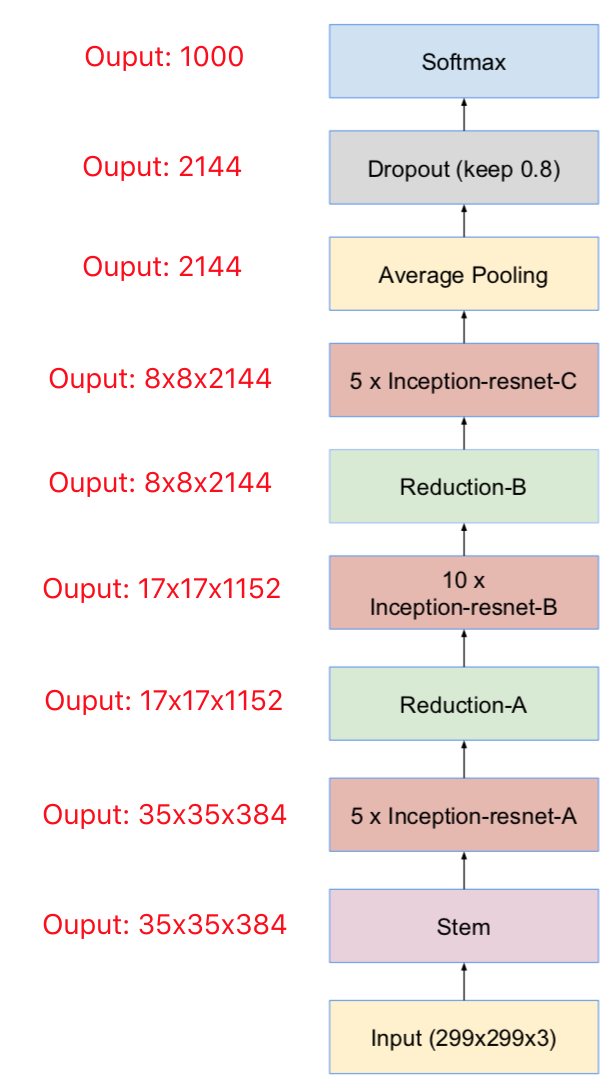 Ouput: 1000
Softmax
Ouput: 2144
Dropout (keep 0.8)
Ouput: 2144
Average Pooling
Ouput: 8x8x2144
5 x Inception-resnet-C
Ouput: 8x8x2144
Reduction-B
Ouput: 17x17x1152
10 x
Inception-resnet-B
Ouput: 17x17x1152
Reduction-A
Ouput: 35x35x384
5 x Inception-resnet-A
Ouput: 35x35x384
Stem
Input (299x299x3)